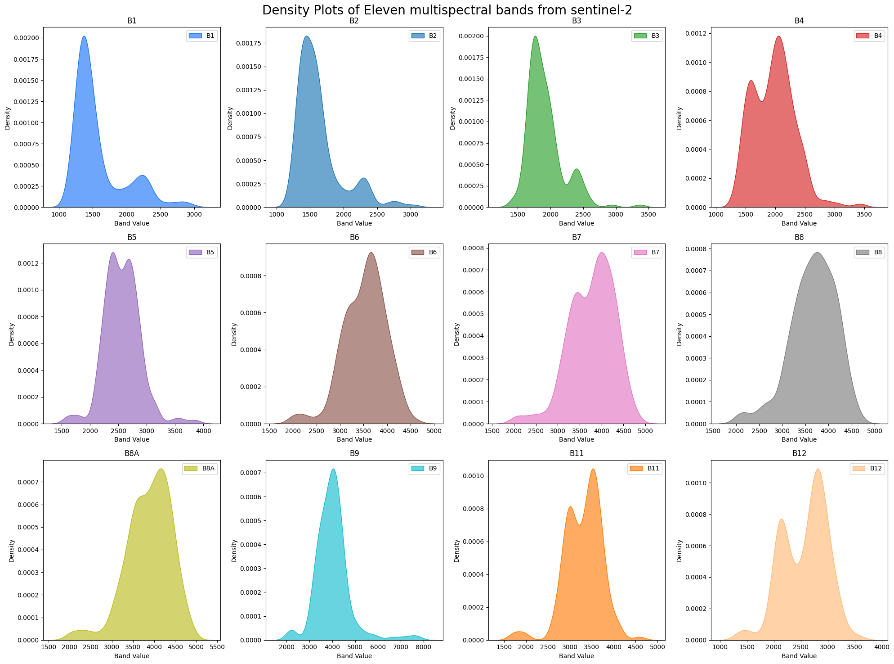 Density Plots of Eleven multispectral bands from sentinel-2
B1
B1
0.00200
0.00175
0.00150
0.00125
0.00100
0.00075
0.00050
0.00025
0.00000
Density
1000 1500 2000 2500 3000
Band Value
B2
B2
0.00175
0.00150
0.00125
0.00100
0.00075
0.00050
0.00025
0.00000
Density
1000 1500 2000 2500 3000
Band Value
B3
B3
0.00200
0.00175
0.00150
0.00125
0.00100
0.00075
0.00050
0.00025
0.00000
Density
1500 2000 2500 3000 3500
Band Value
B4
B4
0.0012
0.0010
0.0008
0.0006
0.0004
0.0002
0.0000
Density
1000 1500 2000 2500 3000 3500
Band Value
B5
B5
0.0012
0.0010
0.0008
0.0006
0.0004
0.0002
0.0000
Density
1500 2000 2500 3000 3500 4000
Band Value
B6
B6
0.0008
0.0006
0.0004
0.0002
0.0000
Density
1500 2000 2500 3000 3500 4000 4500 5000
Band Value
B7
B7
0.0008
0.0007
0.0006
0.0005
0.0004
0.0003
0.0002
0.0001
0.0000
Density
1500 2000 2500 3000 3500 4000 4500 5000
Band Value
B8
B8
0.0008
0.0007
0.0006
0.0005
0.0004
0.0003
0.0002
0.0001
0.0000
Density
1500 2000 2500 3000 3500 4000 4500 5000
Band Value
B8A
B8A
0.0007
0.0006
0.0005
0.0004
0.0003
0.0002
0.0001
0.0000
Density
1500 2000 2500 3000 3500 4000 4500 5000 5500
Band Value
B9
B9
0.0007
0.0006
0.0005
0.0004
0.0003
0.0002
0.0001
0.0000
Density
2000 3000 4000 5000 6000 7000 8000
Band Value
B11
B11
0.0010
0.0008
0.0006
0.0004
0.0002
0.0000
Density
1500 2000 2500 3000 3500 4000 4500 5000
Band Value
B12
B12
0.0010
0.0008
0.0006
0.0004
0.0002
0.0000
Density
1000 1500 2000 2500 3000 3500 4000
Band Value